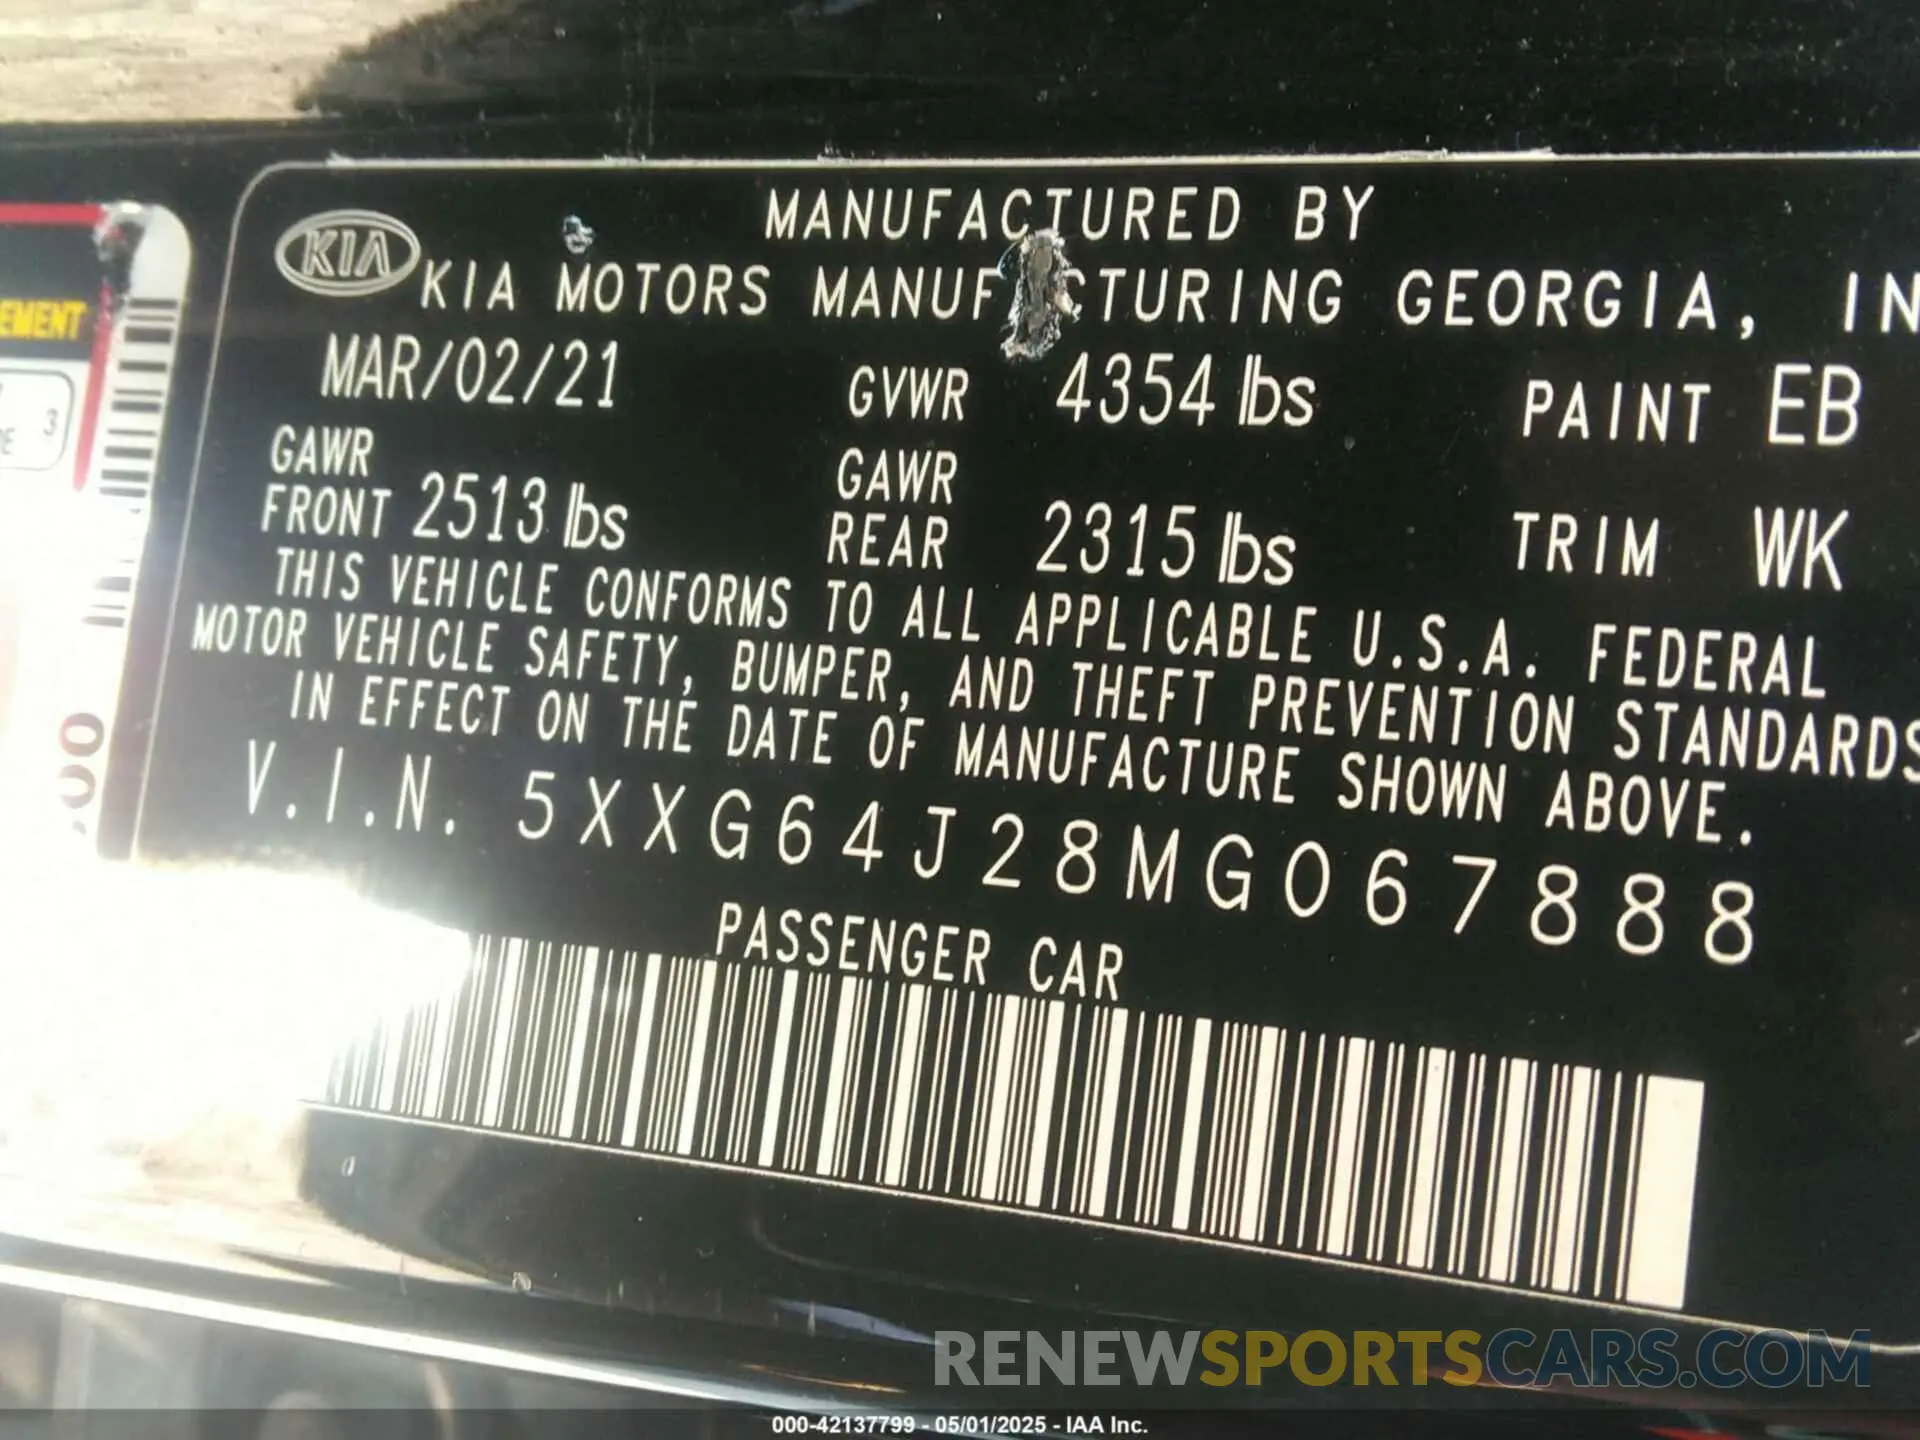 EMENT
3
KIA
MANUFACTURED BY
KIA MOTORS MANUF CTURING GEORGIA, IN
MAR/02/21 GVWR 4354 lbs PAINT EB
GAWR GAWR
FRONT 2513 lbs REAR 2315 lbs TRIM WK
THIS VEHICLE CONFORMS TO ALL APPLICABLE U.S.A. FEDERAL
MOTOR VEHICLE SAFETY, BUMPER, AND THEFT PREVENTION STANDARDS
IN EFFECT ON THE DATE OF MANUFACTURE SHOWN ABOVE.
V.I.N. 5XXG64J28MG067888
PASSENGER CAR
RENEWSPORTSCARS.COM
000-42137799 - 05/01/2025 - IAA Inc.